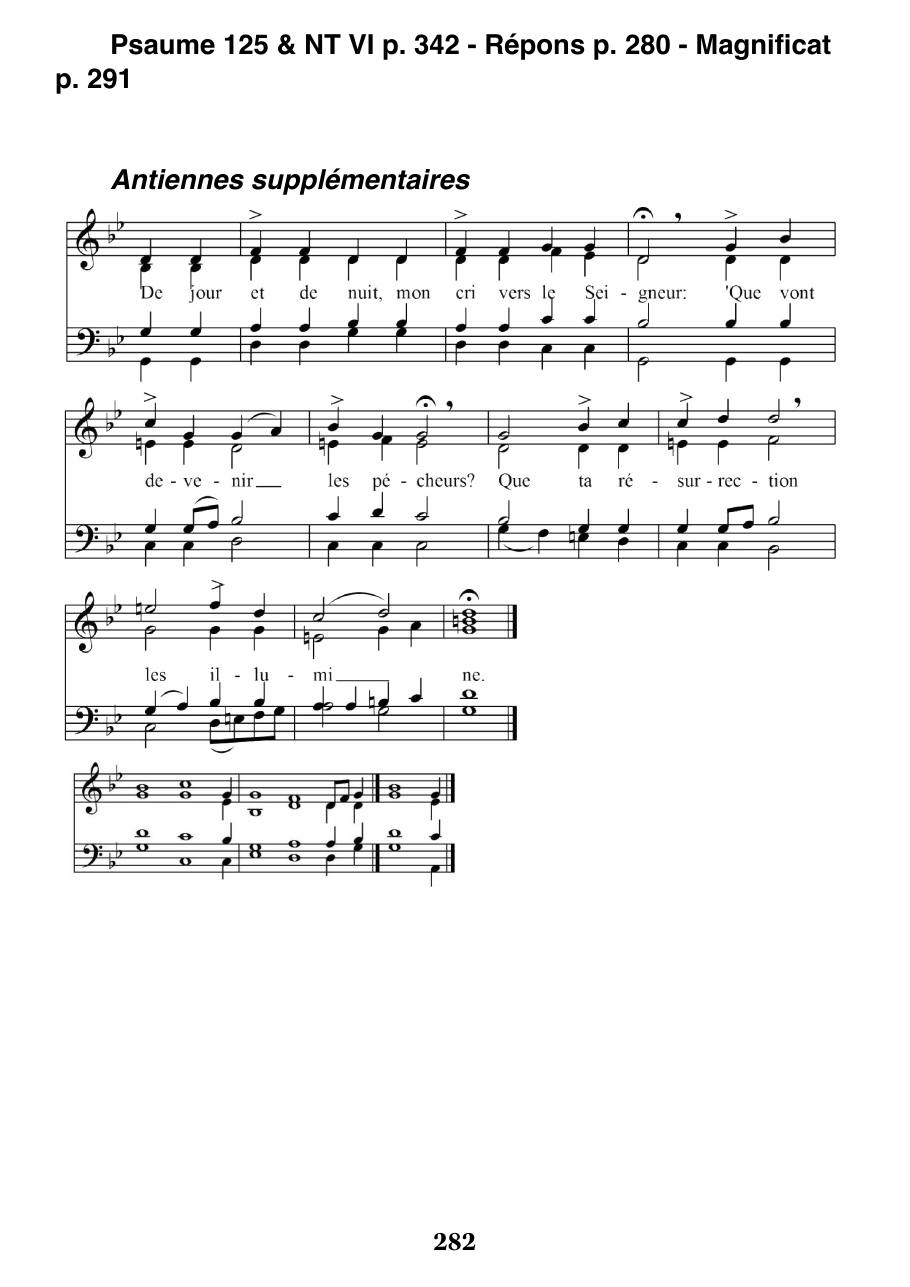 Psaume 125 & NT VI p. 342 - Répons p. 280 - Magnificat
p. 291
Antiennes supplémentaires
De jour et de nuit, mon cri vers le Sei - gneur: 'Que vont
de - ve - nir les pé - cheurs? Que ta ré - sur - rec - tion
les il - lu - mi ne.
282